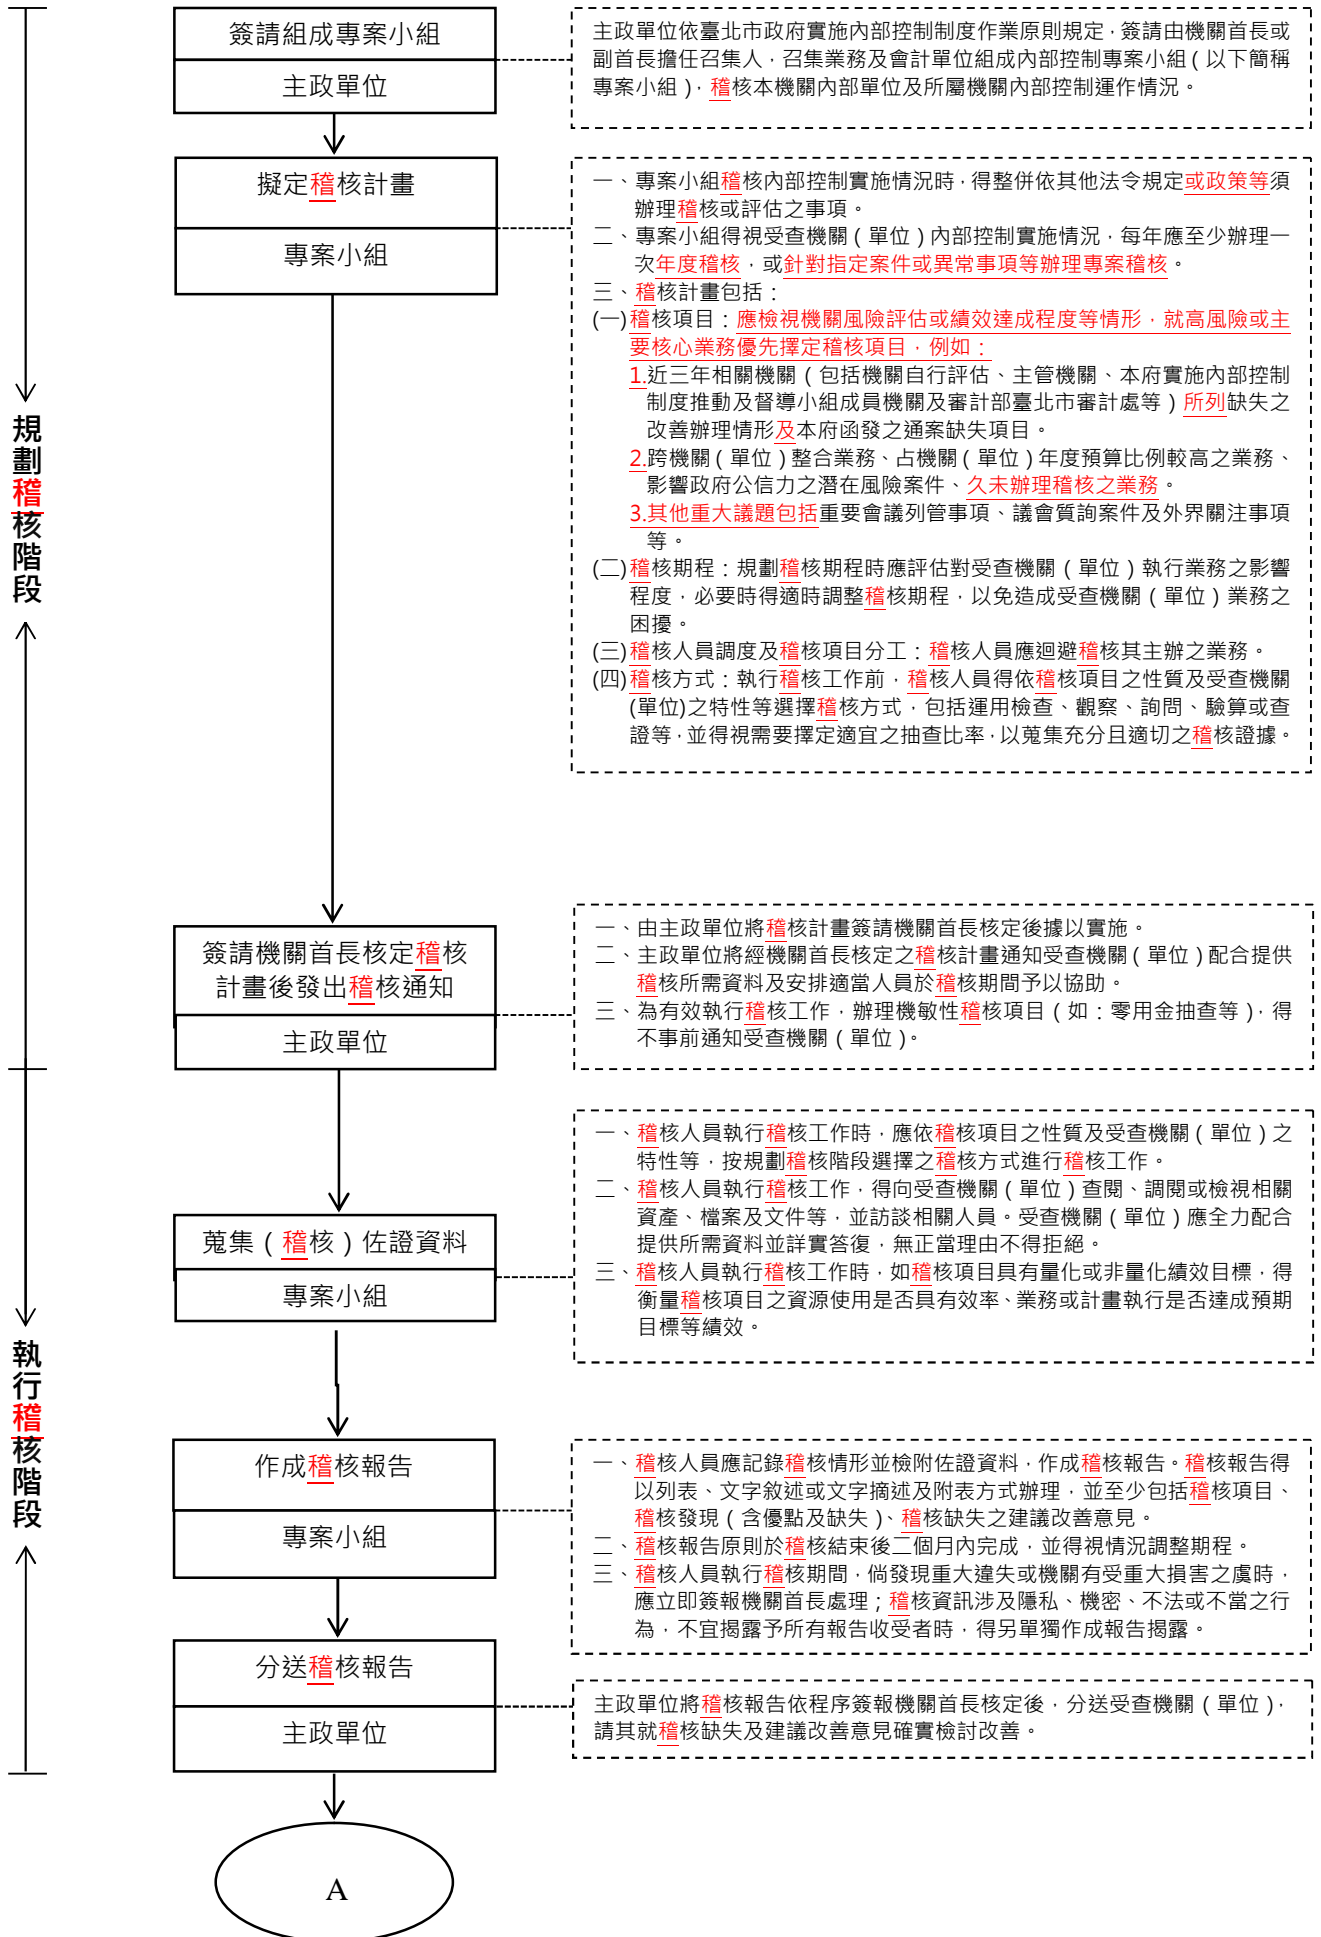 簽請組成專案小組
主政單位
主政單位依臺北市政府實施內部控制制度作業原則規定，簽請由機關首長或
副首長擔任召集人，召集業務及會計單位組成內部控制專案小組（以下簡稱
專案小組），稽核本機關內部單位及所屬機關內部控制運作情況。
擬定稽核計畫
專案小組
一、專案小組稽核內部控制實施情況時，得整併依其他法令規定或政策等須
辦理稽核或評估之事項。
二、專案小組得視受查機關（單位）內部控制實施情況，每年應至少辦理一
次年度稽核，或針對指定案件或異常事項等辦理專案稽核。
三、稽核計畫包括：
(一)稽核項目：應檢視機關風險評估或績效達成程度等情形，就高風險或主
要核心業務優先擇定稽核項目，例如：
1.近三年相關機關（包括機關自行評估、主管機關、本府實施內部控制
制度推動及督導小組成員機關及審計部臺北市審計處等）所列缺失之
改善辦理情形及本府函發之通案缺失項目。
2.跨機關（單位）整合業務、占機關（單位）年度預算比例較高之業務、
影響政府公信力之潛在風險案件、久未辦理稽核之業務。
3.其他重大議題包括重要會議列管事項、議會質詢案件及外界關注事項
等。
(二)稽核期程：規劃稽核期程時應評估對受查機關（單位）執行業務之影響
程度，必要時得適時調整稽核期程，以免造成受查機關（單位）業務之
困擾。
(三)稽核人員調度及稽核項目分工：稽核人員應迴避稽核其主辦之業務。
(四)稽核方式：執行稽核工作前，稽核人員得依稽核項目之性質及受查機關
(單位)之特性等選擇稽核方式，包括運用檢查、觀察、詢問、驗算或查
證等，並得視需要擇定適宜之抽查比率，以蒐集充分且適切之稽核證據。
規劃稽核階段
簽請機關首長核定稽核
計畫後發出稽核通知
主政單位
一、由主政單位將稽核計畫簽請機關首長核定後據以實施。
二、主政單位將經機關首長核定之稽核計畫通知受查機關（單位）配合提供
稽核所需資料及安排適當人員於稽核期間予以協助。
三、為有效執行稽核工作，辦理機敏性稽核項目（如：零用金抽查等），得
不事前通知受查機關（單位）。
蒐集（稽核）佐證資料
專案小組
一、稽核人員執行稽核工作時，應依稽核項目之性質及受查機關（單位）之
特性等，按規劃稽核階段選擇之稽核方式進行稽核工作。
二、稽核人員執行稽核工作，得向受查機關（單位）查閱、調閱或檢視相關
資產、檔案及文件等，並訪談相關人員。受查機關（單位）應全力配合
提供所需資料並詳實答復，無正當理由不得拒絕。
三、稽核人員執行稽核工作時，如稽核項目具有量化或非量化績效目標，得
衡量稽核項目之資源使用是否具有效率、業務或計畫執行是否達成預期
目標等績效。
執行稽核階段
作成稽核報告
專案小組
一、稽核人員應記錄稽核情形並檢附佐證資料，作成稽核報告。稽核報告得
以列表、文字敘述或文字摘述及附表方式辦理，並至少包括稽核項目、
稽核發現（含優點及缺失）、稽核缺失之建議改善意見。
二、稽核報告原則於稽核結束後二個月內完成，並得視情況調整期程。
三、稽核人員執行稽核期間，倘發現重大違失或機關有受重大損害之虞時，
應立即簽報機關首長處理；稽核資訊涉及隱私、機密、不法或不當之行
為，不宜揭露予所有報告收受者時，得另單獨作成報告揭露。
分送稽核報告
主政單位
主政單位將稽核報告依程序簽報機關首長核定後，分送受查機關（單位），
請其就稽核缺失及建議改善意見確實檢討改善。
A